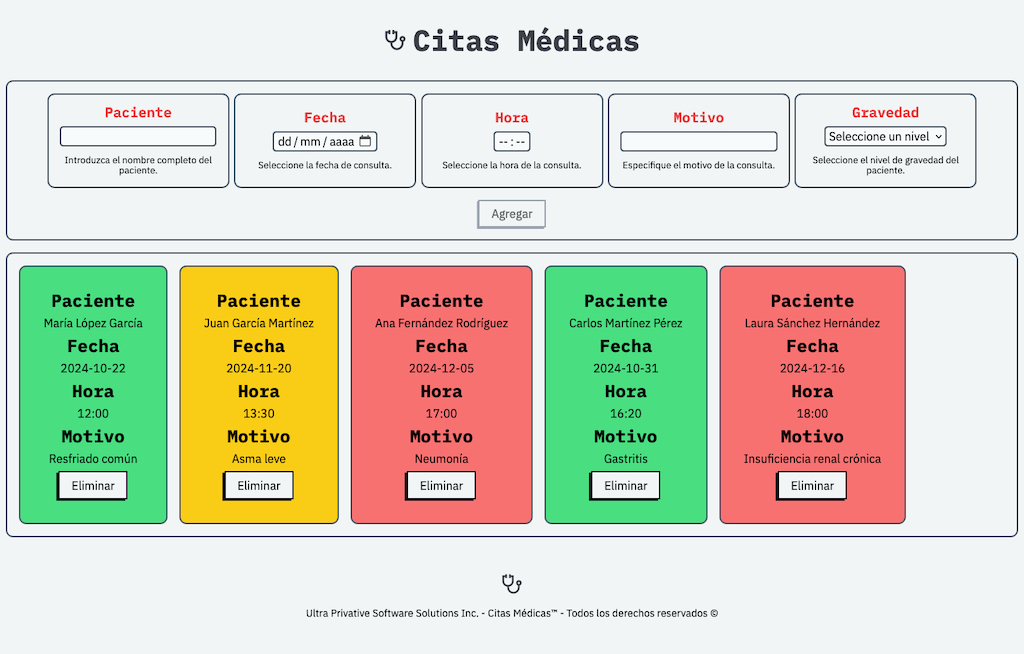 Citas Médicas
Paciente
Introduzca el nombre completo del
paciente.
Fecha
dd/mm/aaaa
Seleccione la fecha de consulta.
Hora
--:--
Seleccione la hora de la consulta.
Motivo
Especifique el motivo de la consulta.
Gravedad
Seleccione un nivel
Seleccione el nivel de gravedad del
paciente.
Agregar
Paciente
María López García
Fecha
2024-10-22
Hora
12:00
Motivo
Resfriado común
Eliminar
Paciente
Juan García Martínez
Fecha
2024-11-20
Hora
13:30
Motivo
Asma leve
Eliminar
Paciente
Ana Fernández Rodríguez
Fecha
2024-12-05
Hora
17:00
Motivo
Neumonía
Eliminar
Paciente
Carlos Martínez Pérez
Fecha
2024-10-31
Hora
16:20
Motivo
Gastritis
Eliminar
Paciente
Laura Sánchez Hernández
Fecha
2024-12-16
Hora
18:00
Motivo
Insuficiencia renal crónica
Eliminar
Ultra Privative Software Solutions Inc. - Citas Médicas™ - Todos los derechos reservados ©